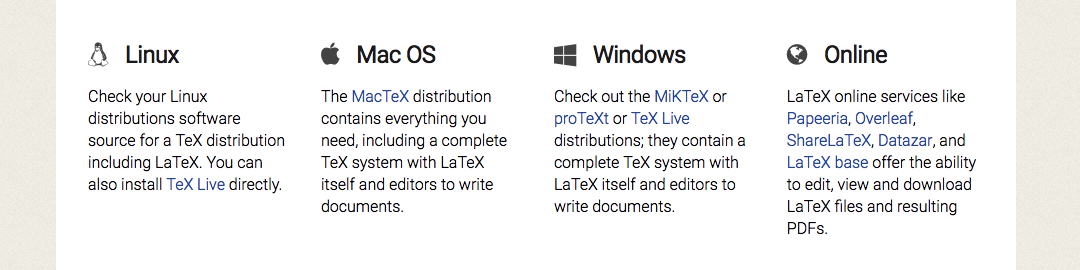 Linux
Check your Linux
distributions software
source for a TeX distribution
including LaTeX. You can
also install TeX Live directly.
Mac OS
The MacTeX distribution
contains everything you
need, including a complete
TeX system with LaTeX
itself and editors to write
documents.
Windows
Check out the MiKTeX or
proTeXt or TeX Live
distributions; they contain a
complete TeX system with
LaTeX itself and editors to
write documents.
Online
LaTeX online services like
Papeeria, Overleaf,
ShareLaTeX, Datazar, and
LaTeX base offer the ability
to edit, view and download
LaTeX files and resulting
PDFs.